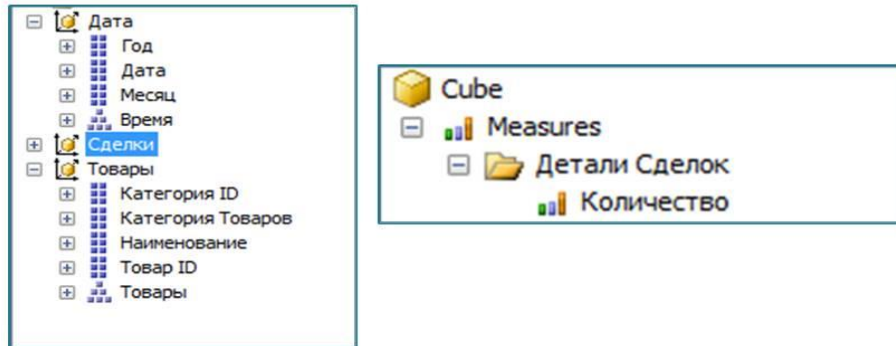 Дата
Год
Дата
Месяц
Время
Сделки
Товары
Категория ID
Категория Товаров
Наименование
Товар ID
Товары
Cube
Measures
Детали Сделок
Количество